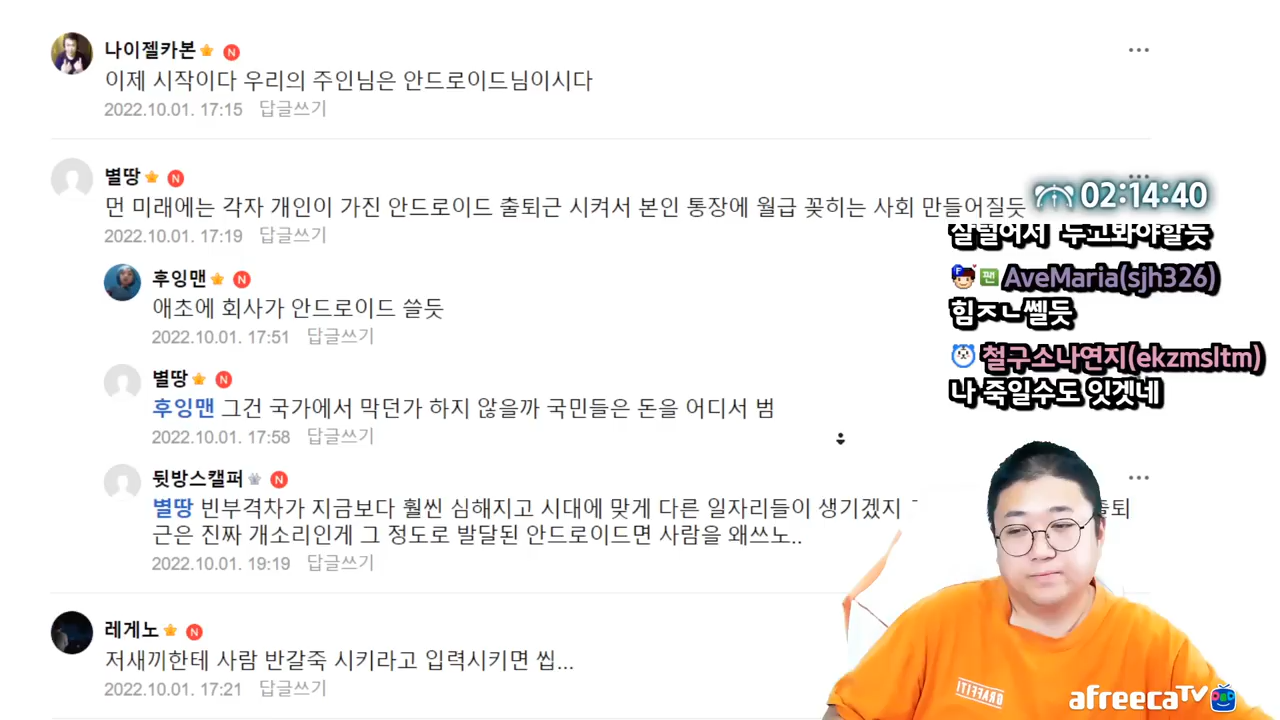 나이젤카본 N
이제 시작이다 우리의 주인님은 안드로이드님이시다
2022.10.01. 17:15 답글쓰기
별땅 N
먼 미래에는 각자 개인이 가진 안드로이드 출퇴근 시켜서 본인 통장에 월급 꽂히는 사회 만들어질듯
2022.10.01. 17:19 답글쓰기
후잉맨 N
애초에 회사가 안드로이드 쓸듯
2022.10.01. 17:51 답글쓰기
별땅 N
후잉맨 그건 국가에서 막던가 하지 않을까 국민들은 돈을 어디서 범
2022.10.01. 17:58 답글쓰기
뒷방스캘퍼 N
별땅 빈부격차가 지금보다 훨씬 심해지고 시대에 맞게 다른 일자리들이 생기겠지
근은 진짜 개소리인게 그 정도로 발달된 안드로이드면 사람을 왜쓰노..
2022.10.01. 19:19 답글쓰기
레게노 N
저새끼한테 사람 반갈죽 시키라고 입력시키면 씹...
2022.10.01. 17:21 답글쓰기
02:14:40
팬 AveMaria(sjh326)
힘ㅈㄴ쎌듯
철구소나연지(ekzmsltm)
나 죽일수도 잇겟네
GRAFFITI
afreecaTV